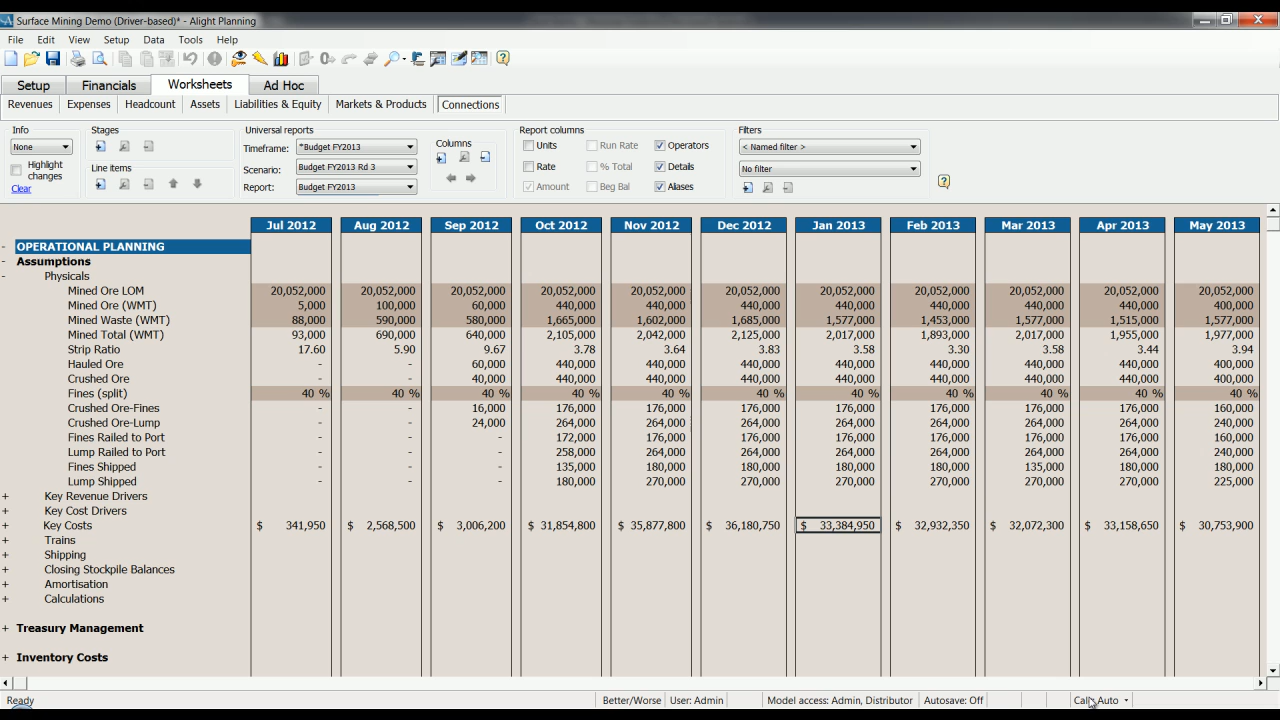 Surface Mining Demo (Driver-based)* - Alight Planning
File Edit View Setup Data Tools Help
Setup Financials Worksheets Ad Hoc
Revenues Expenses Headcount Assets Liabilities & Equity Markets & Products Connections
Info Stages Universal reports Report columns Filters
None Timeframe: *Budget FY2013 Columns Units Run Rate Operators < Named filter >
Highlight changes Line items Scenario: Budget FY2013 Rd 3 Rate % Total Details No filter
Clear Report: Budget FY2013 Amount Beg Bal Aliases
Jul 2012 Aug 2012 Sep 2012 Oct 2012 Nov 2012 Dec 2012 Jan 2013 Feb 2013 Mar 2013 Apr 2013 May 2013
- OPERATIONAL PLANNING
- Assumptions
- Physicals
Mined Ore LOM 20,052,000 20,052,000 20,052,000 20,052,000 20,052,000 20,052,000 20,052,000 20,052,000 20,052,000 20,052,000 20,052,000
Mined Ore (WMT) 5,000 100,000 60,000 440,000 440,000 440,000 440,000 440,000 440,000 440,000 400,000
Mined Waste (WMT) 88,000 590,000 580,000 1,665,000 1,602,000 1,685,000 1,577,000 1,453,000 1,577,000 1,515,000 1,577,000
Mined Total (WMT) 93,000 690,000 640,000 2,105,000 2,042,000 2,125,000 2,017,000 1,893,000 2,017,000 1,955,000 1,977,000
Strip Ratio 17.60 5.90 9.67 3.78 3.64 3.83 3.58 3.30 3.58 3.44 3.94
Hauled Ore - - 60,000 440,000 440,000 440,000 440,000 440,000 440,000 440,000 400,000
Crushed Ore - - 40,000 440,000 440,000 440,000 440,000 440,000 440,000 440,000 400,000
Fines (split) 40 % 40 % 40 % 40 % 40 % 40 % 40 % 40 % 40 % 40 % 40 %
Crushed Ore-Fines - - 16,000 176,000 176,000 176,000 176,000 176,000 176,000 176,000 160,000
Crushed Ore-Lump - - 24,000 264,000 264,000 264,000 264,000 264,000 264,000 264,000 240,000
Fines Railed to Port - - - 172,000 176,000 176,000 176,000 176,000 176,000 176,000 160,000
Lump Railed to Port - - - 258,000 264,000 264,000 264,000 264,000 264,000 264,000 240,000
Fines Shipped - - - 135,000 180,000 180,000 180,000 180,000 135,000 180,000 180,000
Lump Shipped - - - 180,000 270,000 270,000 270,000 270,000 270,000 270,000 225,000
+ Key Revenue Drivers
+ Key Cost Drivers
+ Key Costs $ 341,950 $ 2,568,500 $ 3,006,200 $ 31,854,800 $ 35,877,800 $ 36,180,750 $ 33,384,950 $ 32,932,350 $ 32,072,300 $ 33,158,650 $ 30,753,900
+ Trains
+ Shipping
+ Closing Stockpile Balances
+ Amortisation
+ Calculations
+ Treasury Management
+ Inventory Costs
Ready Better/Worse User: Admin Model access: Admin, Distributor Autosave: Off Calc: Auto